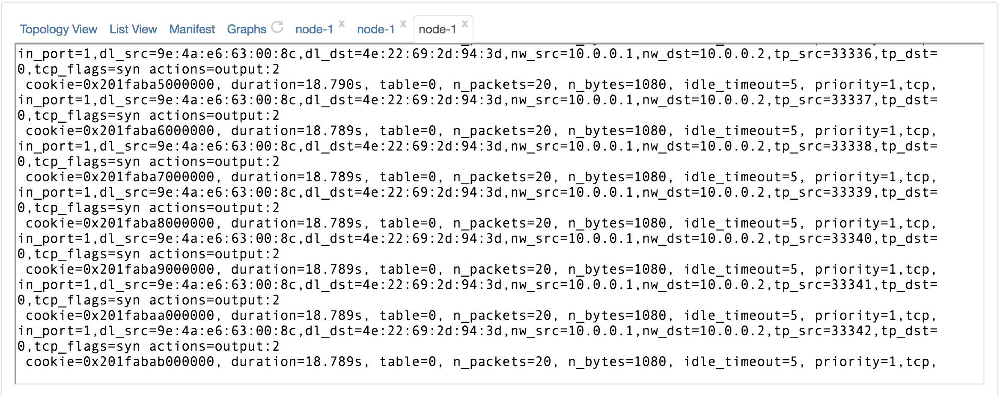 Topology View List View Manifest Graphs node-1 x node-1 x node-1 x
in_port=1,dl_src=9e:4a:e6:63:00:8c,dl_dst=4e:22:69:2d:94:3d,nw_src=10.0.0.1,nw_dst=10.0.0.2,tp_src=33336,tp_dst=
0,tcp_flags=syn actions=output:2
cookie=0x201faba5000000, duration=18.790s, table=0, n_packets=20, n_bytes=1080, idle_timeout=5, priority=1,tcp,
in_port=1,dl_src=9e:4a:e6:63:00:8c,dl_dst=4e:22:69:2d:94:3d,nw_src=10.0.0.1,nw_dst=10.0.0.2,tp_src=33337,tp_dst=
0,tcp_flags=syn actions=output:2
cookie=0x201faba6000000, duration=18.789s, table=0, n_packets=20, n_bytes=1080, idle_timeout=5, priority=1,tcp,
in_port=1,dl_src=9e:4a:e6:63:00:8c,dl_dst=4e:22:69:2d:94:3d,nw_src=10.0.0.1,nw_dst=10.0.0.2,tp_src=33338,tp_dst=
0,tcp_flags=syn actions=output:2
cookie=0x201faba7000000, duration=18.789s, table=0, n_packets=20, n_bytes=1080, idle_timeout=5, priority=1,tcp,
in_port=1,dl_src=9e:4a:e6:63:00:8c,dl_dst=4e:22:69:2d:94:3d,nw_src=10.0.0.1,nw_dst=10.0.0.2,tp_src=33339,tp_dst=
0,tcp_flags=syn actions=output:2
cookie=0x201faba8000000, duration=18.789s, table=0, n_packets=20, n_bytes=1080, idle_timeout=5, priority=1,tcp,
in_port=1,dl_src=9e:4a:e6:63:00:8c,dl_dst=4e:22:69:2d:94:3d,nw_src=10.0.0.1,nw_dst=10.0.0.2,tp_src=33340,tp_dst=
0,tcp_flags=syn actions=output:2
cookie=0x201faba9000000, duration=18.789s, table=0, n_packets=20, n_bytes=1080, idle_timeout=5, priority=1,tcp,
in_port=1,dl_src=9e:4a:e6:63:00:8c,dl_dst=4e:22:69:2d:94:3d,nw_src=10.0.0.1,nw_dst=10.0.0.2,tp_src=33341,tp_dst=
0,tcp_flags=syn actions=output:2
cookie=0x201fabaa000000, duration=18.789s, table=0, n_packets=20, n_bytes=1080, idle_timeout=5, priority=1,tcp,
in_port=1,dl_src=9e:4a:e6:63:00:8c,dl_dst=4e:22:69:2d:94:3d,nw_src=10.0.0.1,nw_dst=10.0.0.2,tp_src=33342,tp_dst=
0,tcp_flags=syn actions=output:2
cookie=0x201fabab000000, duration=18.789s, table=0, n_packets=20, n_bytes=1080, idle_timeout=5, priority=1,tcp,